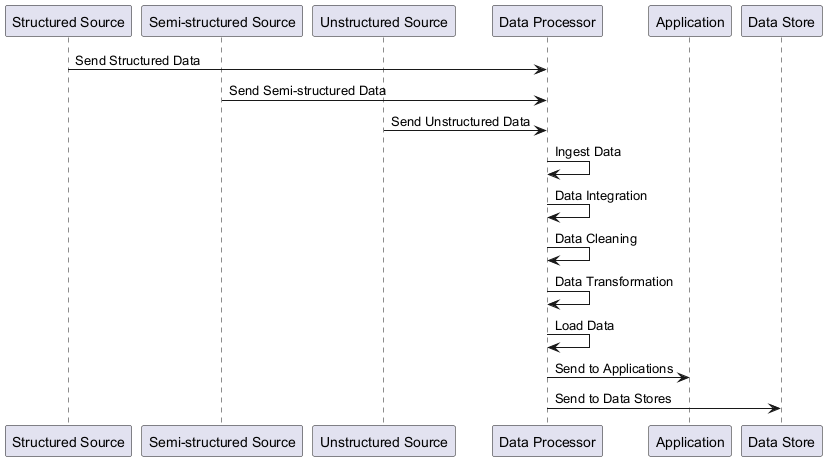 Structured Source
Semi-structured Source
Unstructured Source
Data Processor
Application
Data Store
Send Structured Data
Send Semi-structured Data
Send Unstructured Data
Ingest Data
Data Integration
Data Cleaning
Data Transformation
Load Data
Send to Applications
Send to Data Stores
Structured Source
Semi-structured Source
Unstructured Source
Data Processor
Application
Data Store